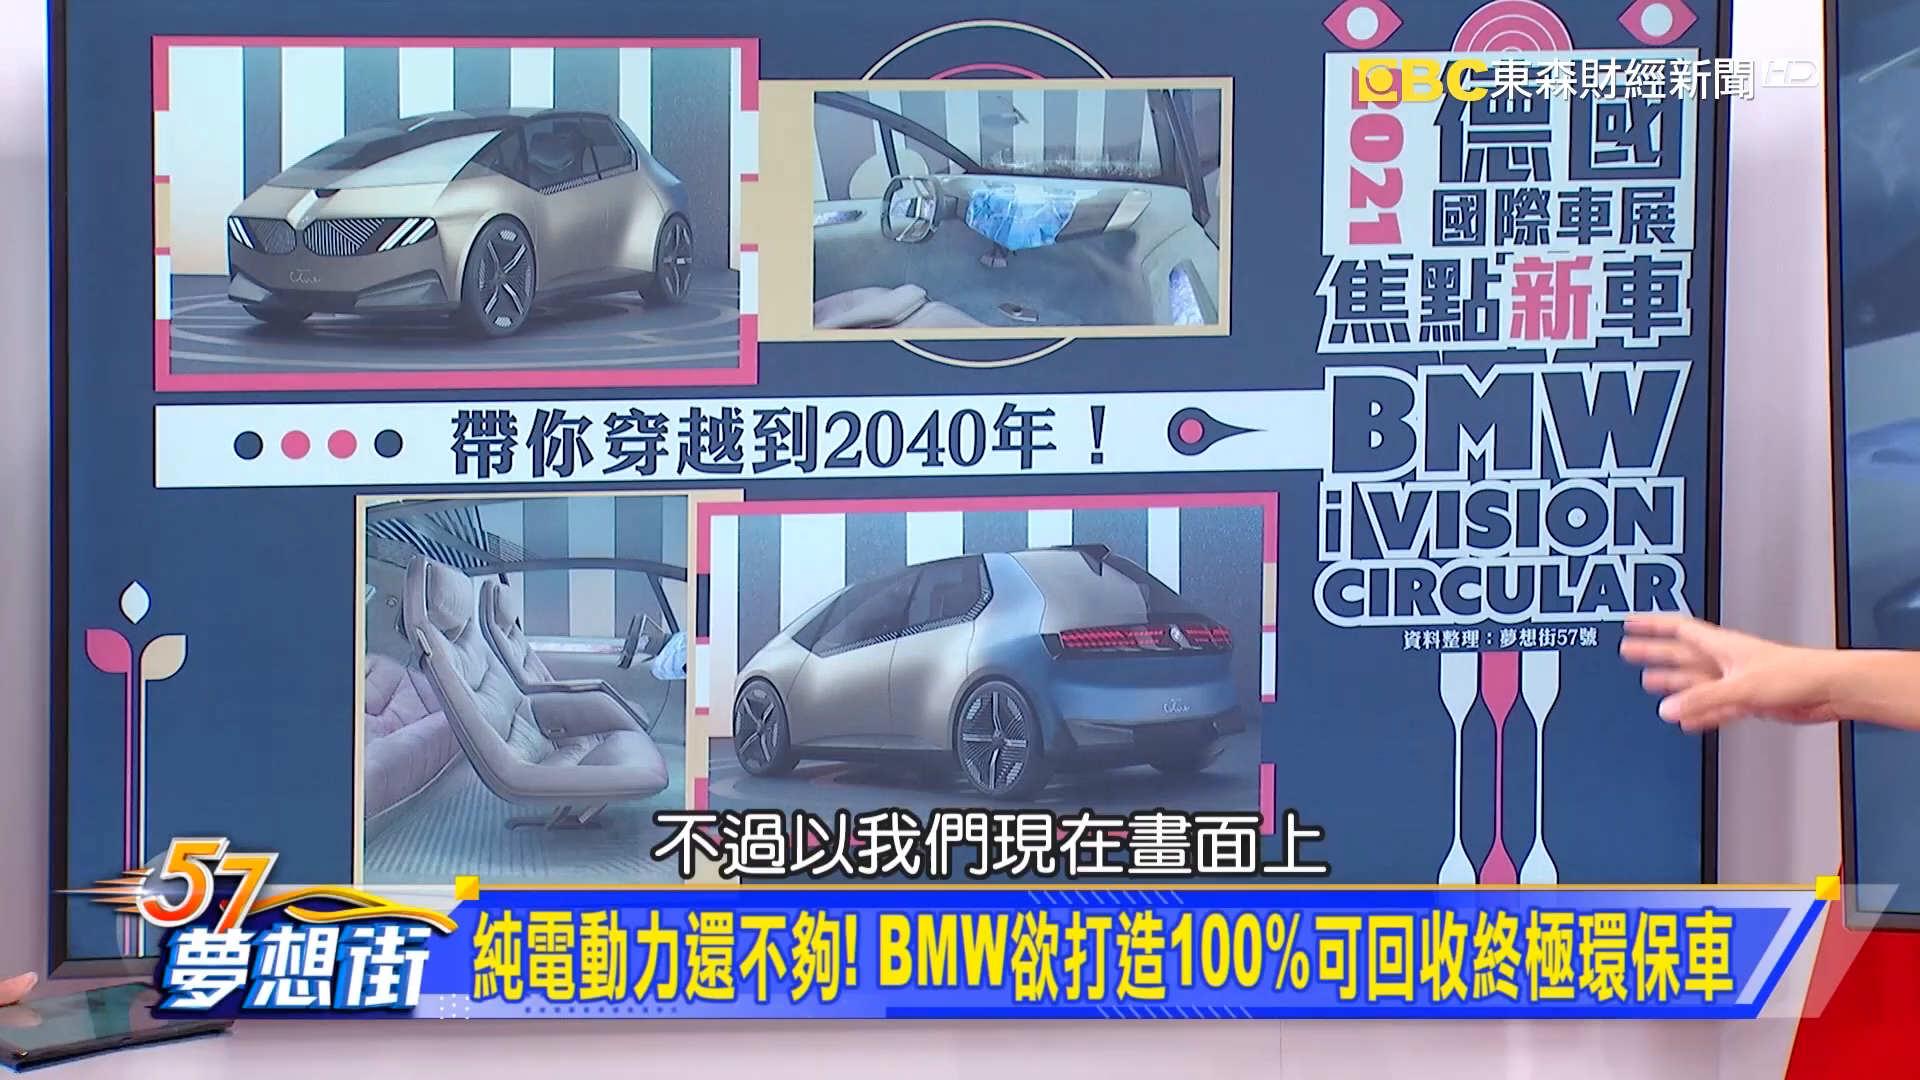 EBC東森財經新聞HD
2021
德國
國際車展
焦點新車
BMW
i VISION
CIRCULAR
資料整理：夢想街57號
帶你穿越到2040年！
不過以我們現在畫面上
57
夢想街
純電動力還不夠! BMW欲打造100%可回收終極環保車